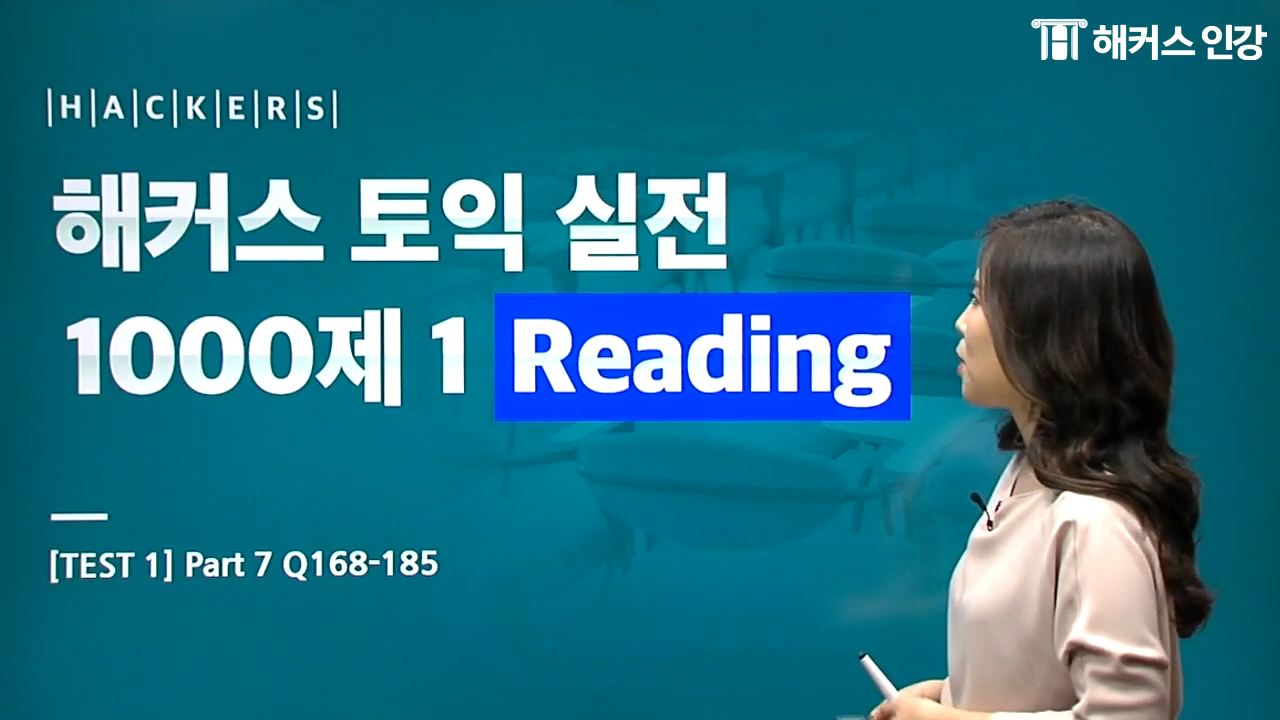 해커스 인강
|H|A|C|K|E|R|S|
해커스 토익 실전
1000제 1 Reading
[TEST 1] Part 7 Q168-185